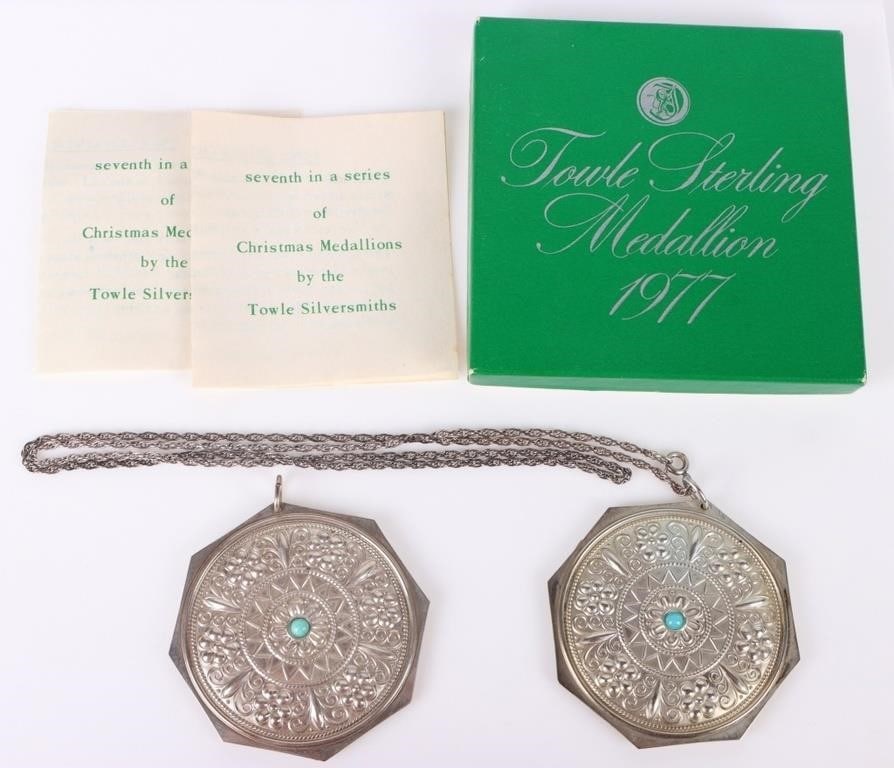 seventh in a
of
Christmas Med
by the
Towle Silvers
seventh in a series
of
Christmas Medallions
by the
Towle Silversmiths
Towle Sterling
Medallion
1977